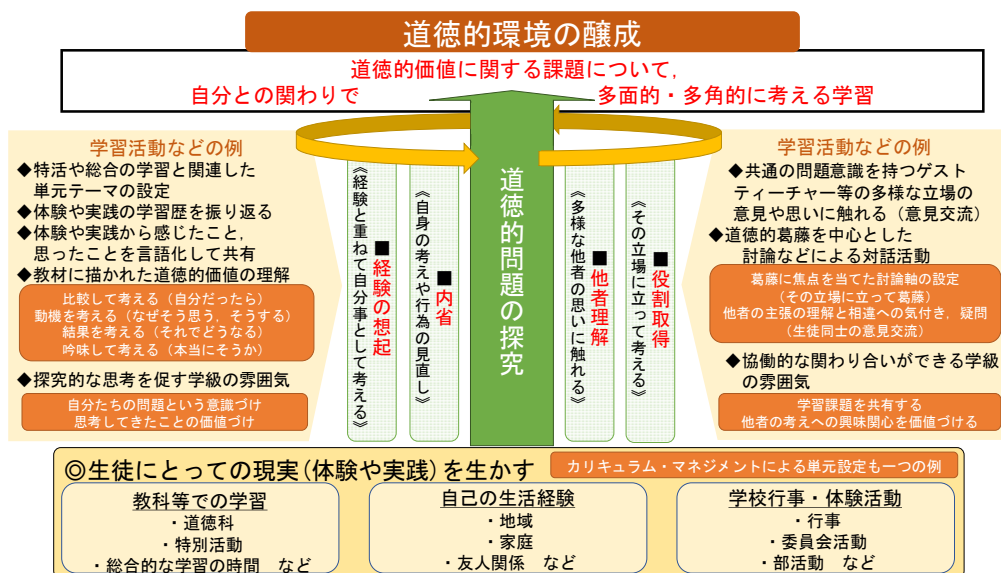 道徳的環境の醸成
道徳的価値に関する課題について,
自分との関わりで
多面的・多角的に考える学習
学習活動などの例
◆特活や総合の学習と関連した
単元テーマの設定
◆体験や実践の学習歴を振り返る
◆体験や実践から感じたこと,
思ったことを言語化して共有
◆教材に描かれた道徳的価値の理解
比較して考える（自分だったら）
動機を考える（なぜそう思う，そうする）
結果を考える（それでどうなる）
吟味して考える（本当にそうか）
◆探究的な思考を促す学級の雰囲気
自分たちの問題という意識づけ
思考してきたことの価値づけ
■経験の想起
《経験と重ねて自分事として考える》
■内省
《自身の考えや行為の見直し》
道徳的問題の探究
■他者理解
《多様な他者の思いに触れる》
■役割取得
《その立場に立って考える》
学習活動などの例
◆共通の問題意識を持つゲスト
ティーチャー等の多様な立場の
意見や思いに触れる（意見交流）
◆道徳的葛藤を中心とした
討論などによる対話活動
葛藤に焦点を当てた討論軸の設定
（その立場に立って葛藤）
他者の主張の理解と相違への気付き，疑問
（生徒同士の意見交流）
◆協働的な関わり合いができる学級
の雰囲気
学習課題を共有する
他者の考えへの興味関心を価値づける
◎生徒にとっての現実(体験や実践)を生かす
カリキュラム・マネジメントによる単元設定も一つの例
教科等での学習
・道徳科
・特別活動
・総合的な学習の時間　など
自己の生活経験
・地域
・家庭
・友人関係　など
学校行事・体験活動
・行事
・委員会活動
・部活動　など